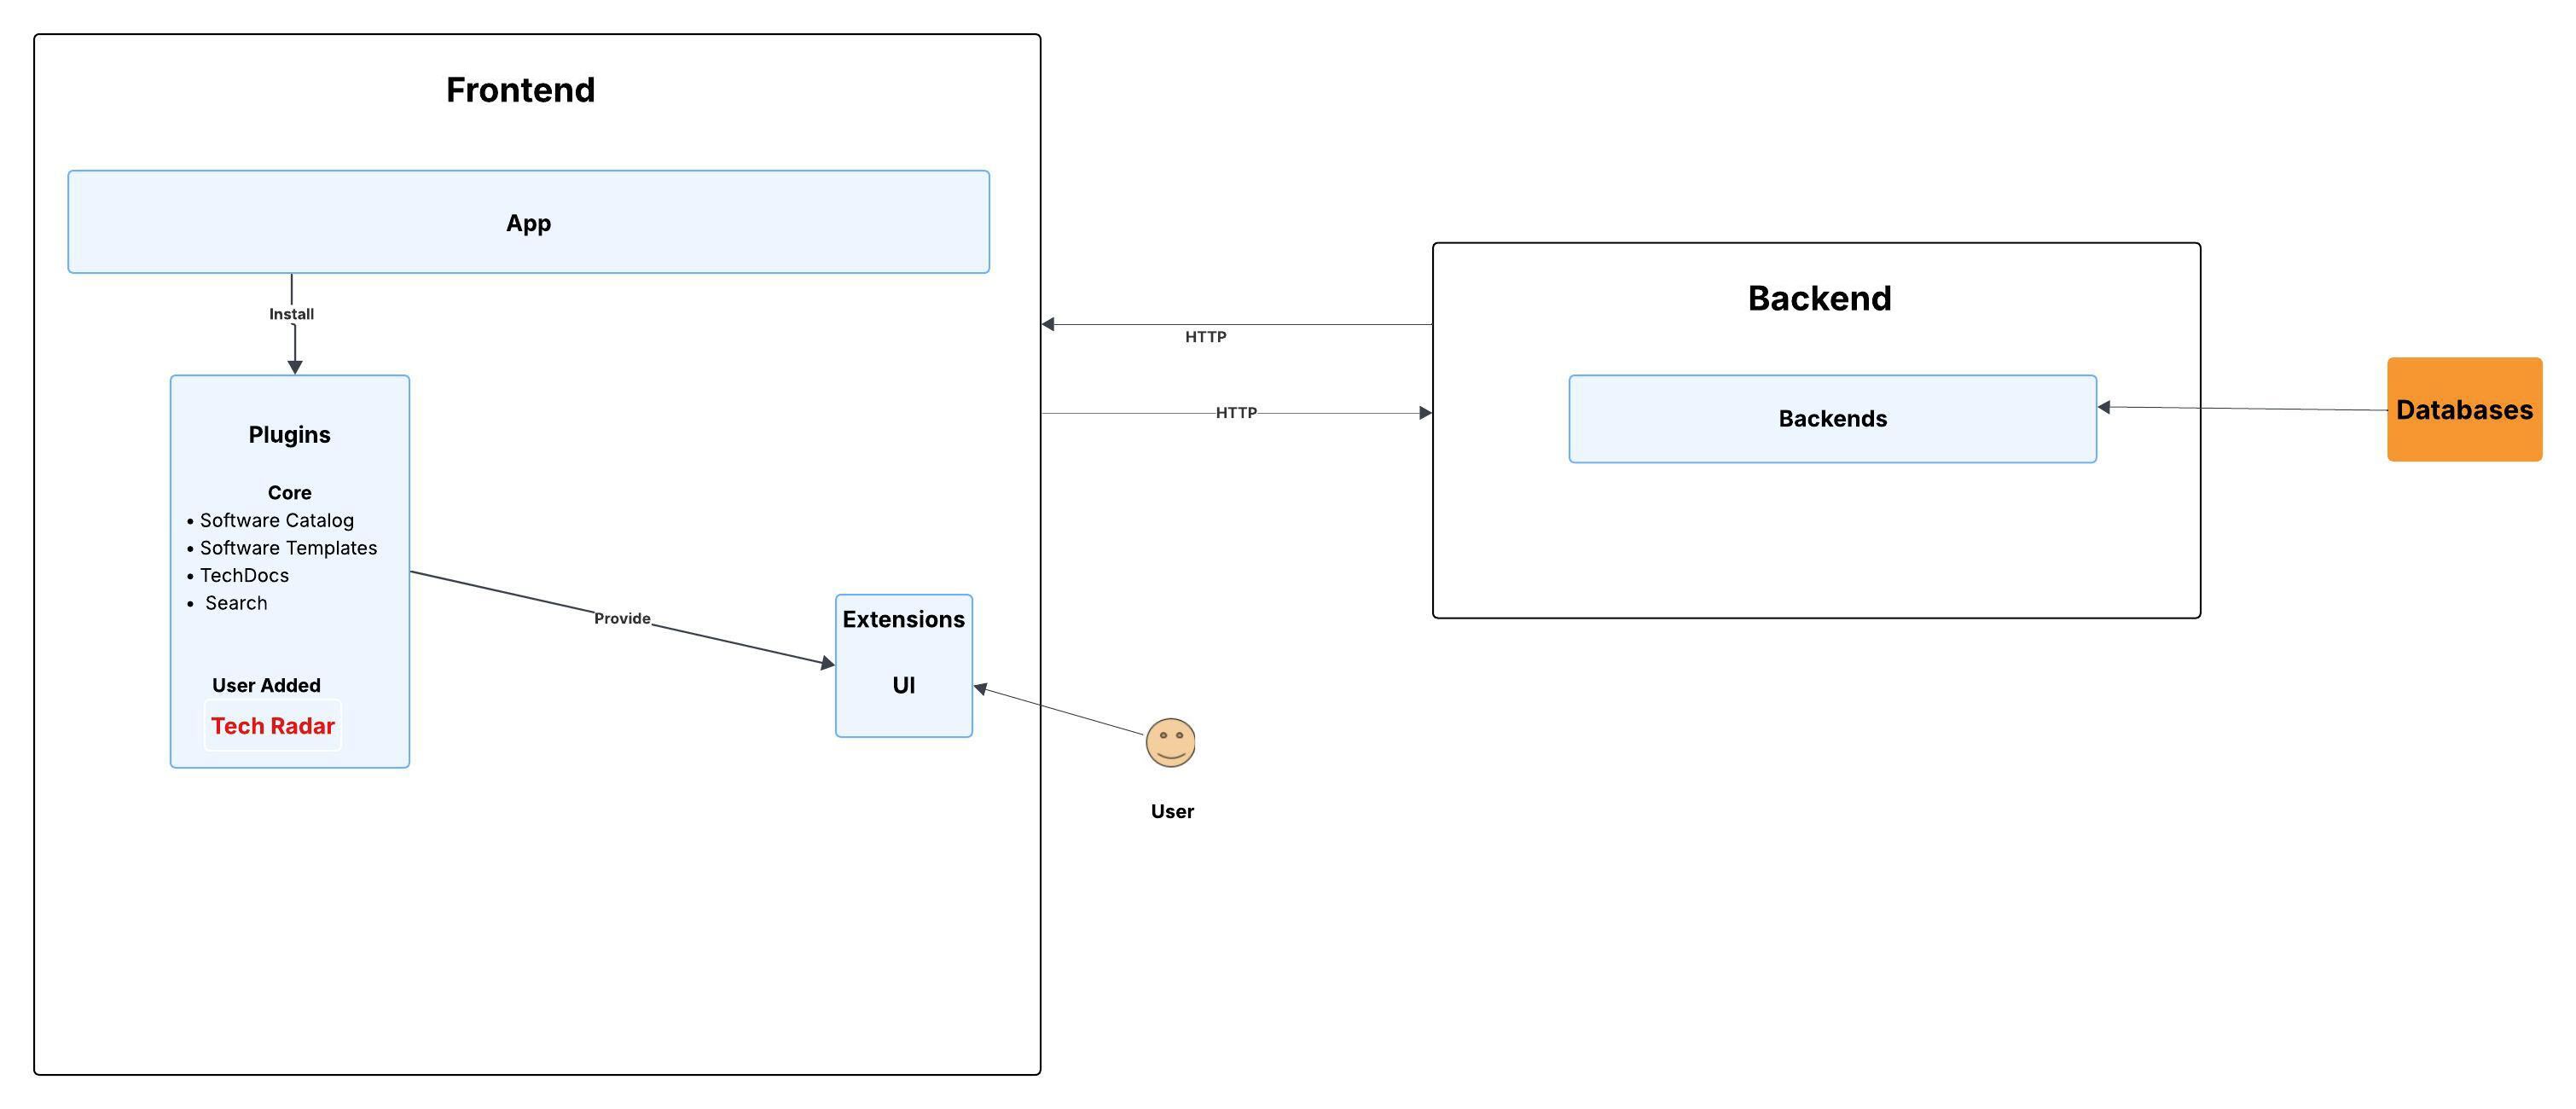 Frontend
App
Install
Plugins
Core
• Software Catalog
• Software Templates
• TechDocs
• Search
User Added
Tech Radar
Provide
Extensions
UI
User
HTTP
HTTP
Backend
Backends
Databases